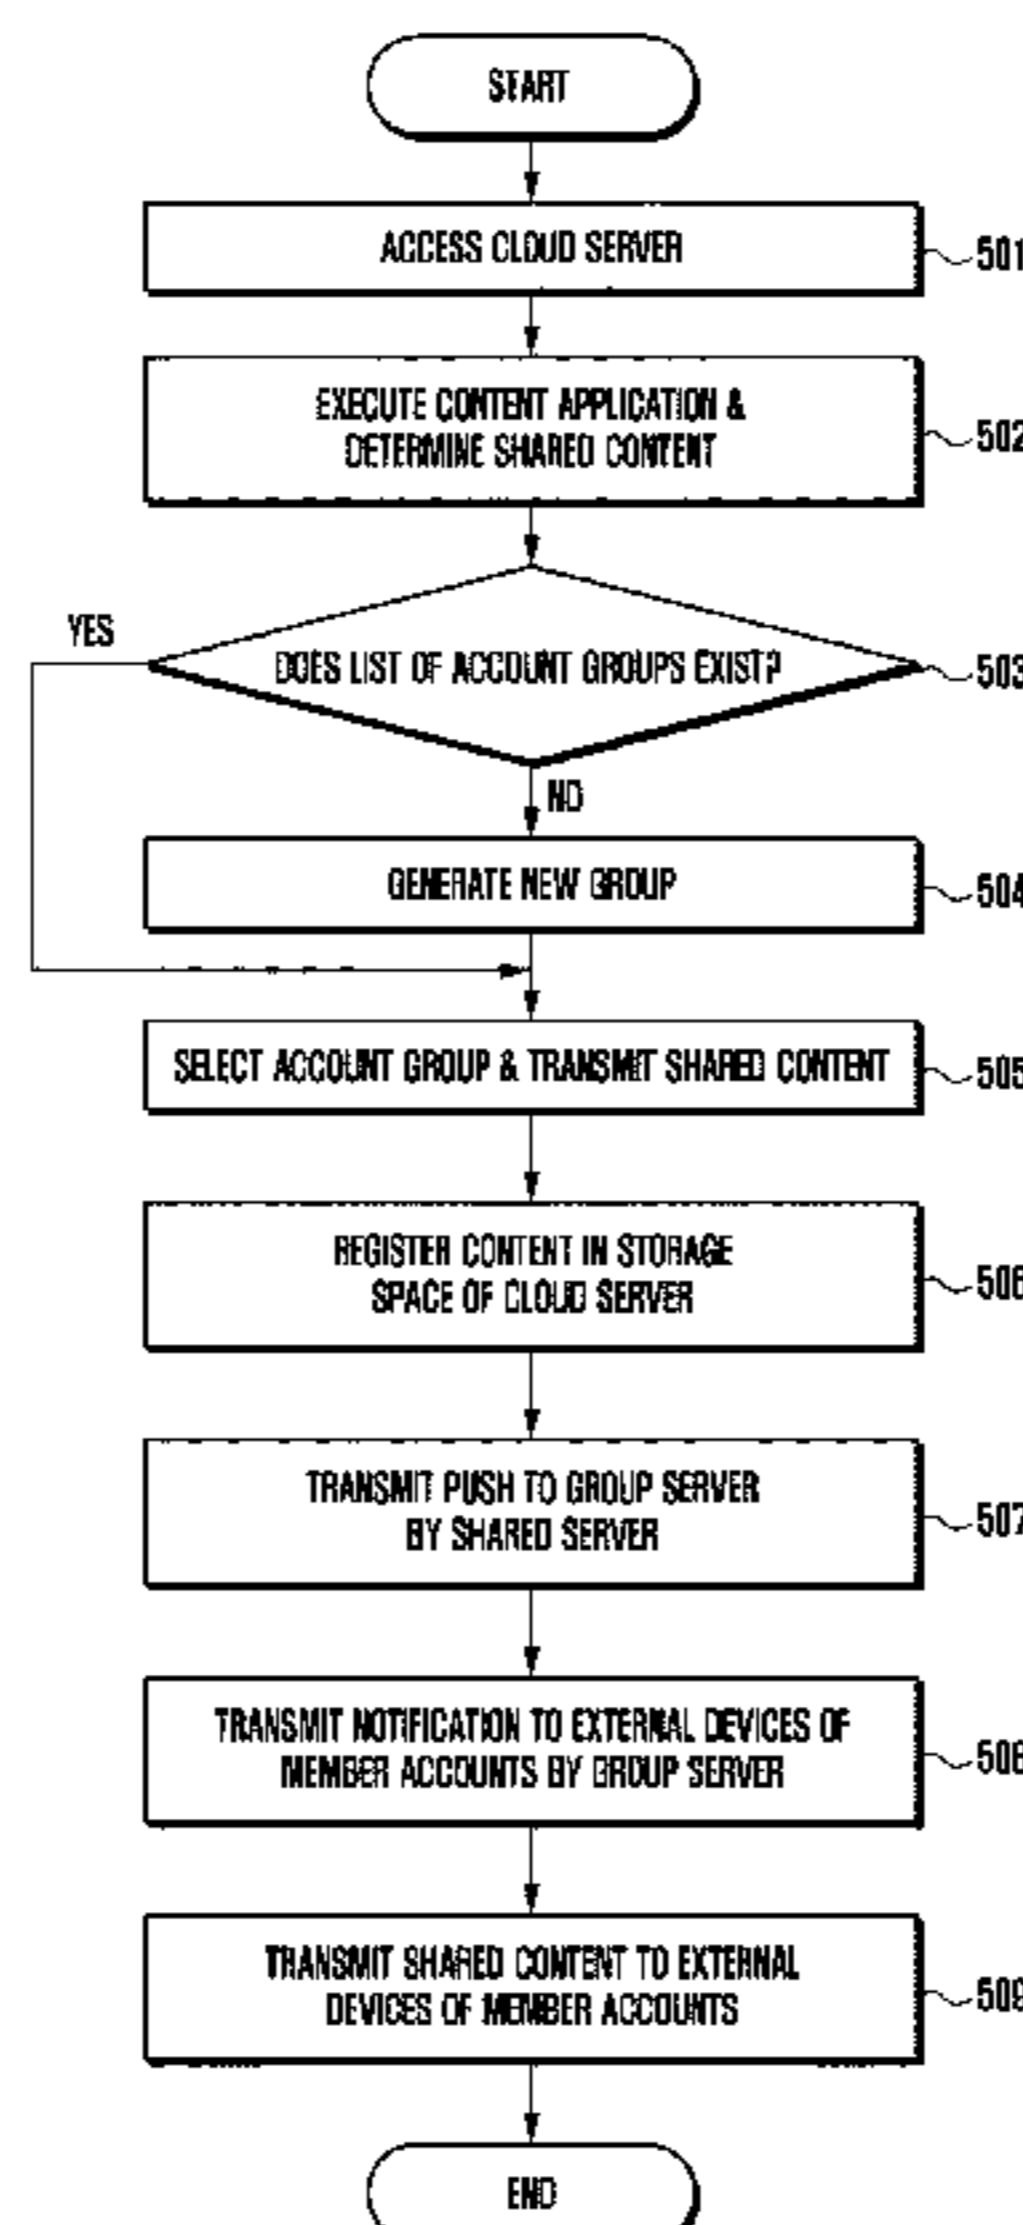 START
ACCESS CLOUD SERVER
501
EXECUTE CONTENT APPLICATION &
DETERMINE SHARED CONTENT
502
YES
DOES LIST OF ACCOUNT GROUPS EXIST?
503
NO
GENERATE NEW GROUP
504
SELECT ACCOUNT GROUP & TRANSMIT SHARED CONTENT
505
REGISTER CONTENT IN STORAGE
SPACE OF CLOUD SERVER
506
TRANSMIT PUSH TO GROUP SERVER
BY SHARED SERVER
507
TRANSMIT NOTIFICATION TO EXTERNAL DEVICES OF
MEMBER ACCOUNTS BY GROUP SERVER
508
TRANSMIT SHARED CONTENT TO EXTERNAL
DEVICES OF MEMBER ACCOUNTS
509
END